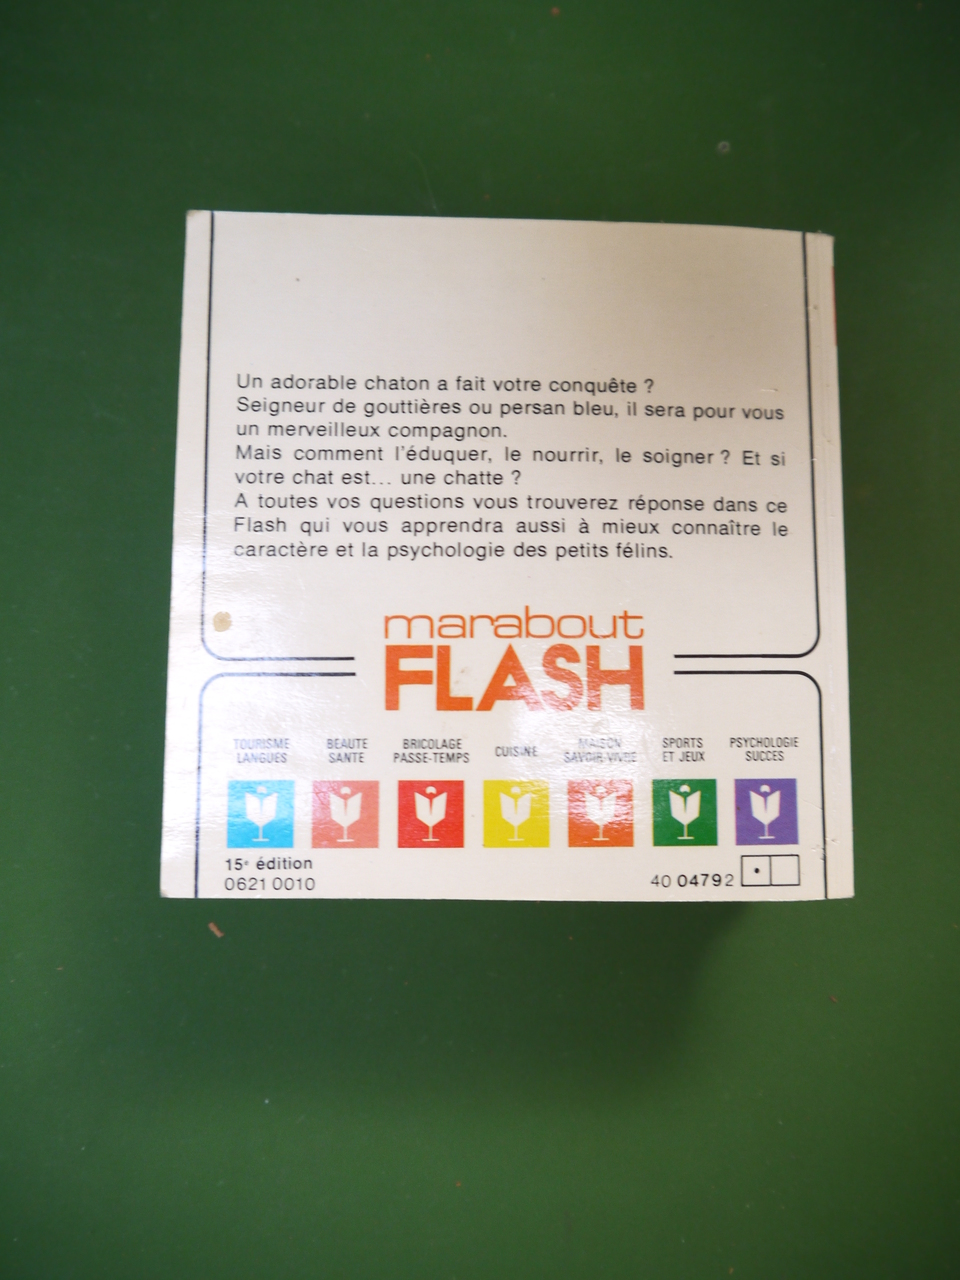 Un adorable chaton a fait votre conquête ?
Seigneur de gouttières ou persan bleu, il sera pour vous
un merveilleux compagnon.
Mais comment l'éduquer, le nourrir, le soigner ? Et si
votre chat est... une chatte ?
A toutes vos questions vous trouverez réponse dans ce
Flash qui vous apprendra aussi à mieux connaître le
caractère et la psychologie des petits félins.
marabout
FLASH
TOURISME
LANGUES
BEAUTE
SANTE
BRICOLAGE
PASSE-TEMPS
CUISINE
MAISON
SAVOIR-VIVRE
SPORTS
ET JEUX
PSYCHOLOGIE
SUCCES
15e édition
0621 0010
40 04792